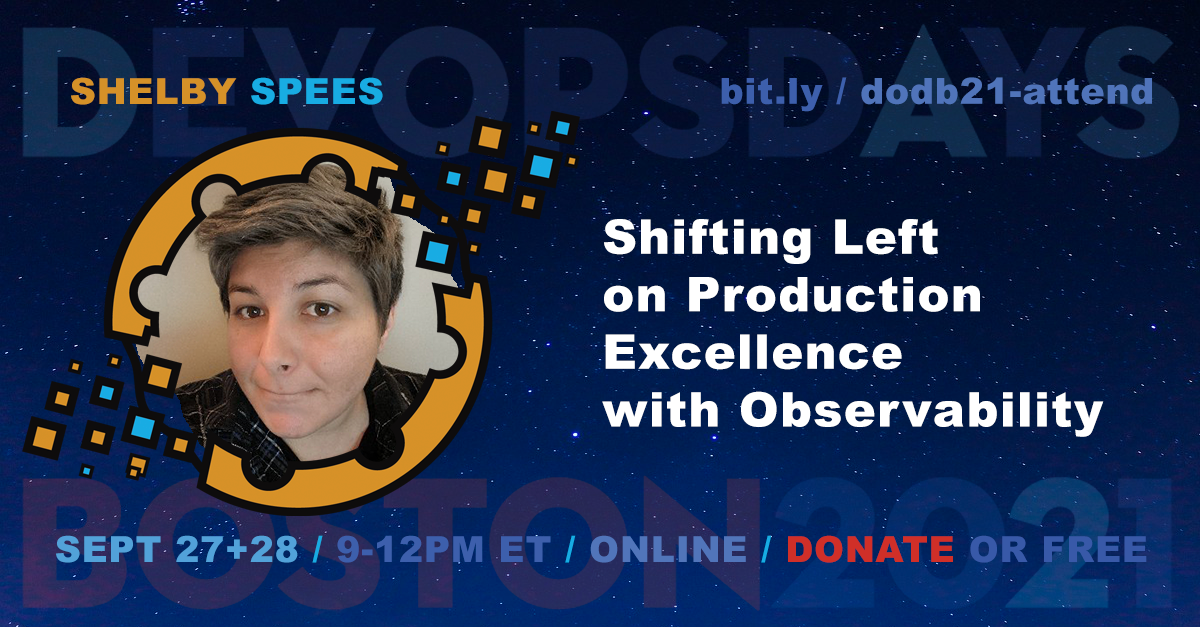 DEVOPSDAYS
SHELBY SPEES
bit.ly / dodb21-attend
Shifting Left
on Production
Excellence
with Observability
BOSTON2021
SEPT 27+28 / 9-12PM ET / ONLINE / DONATE OR FREE